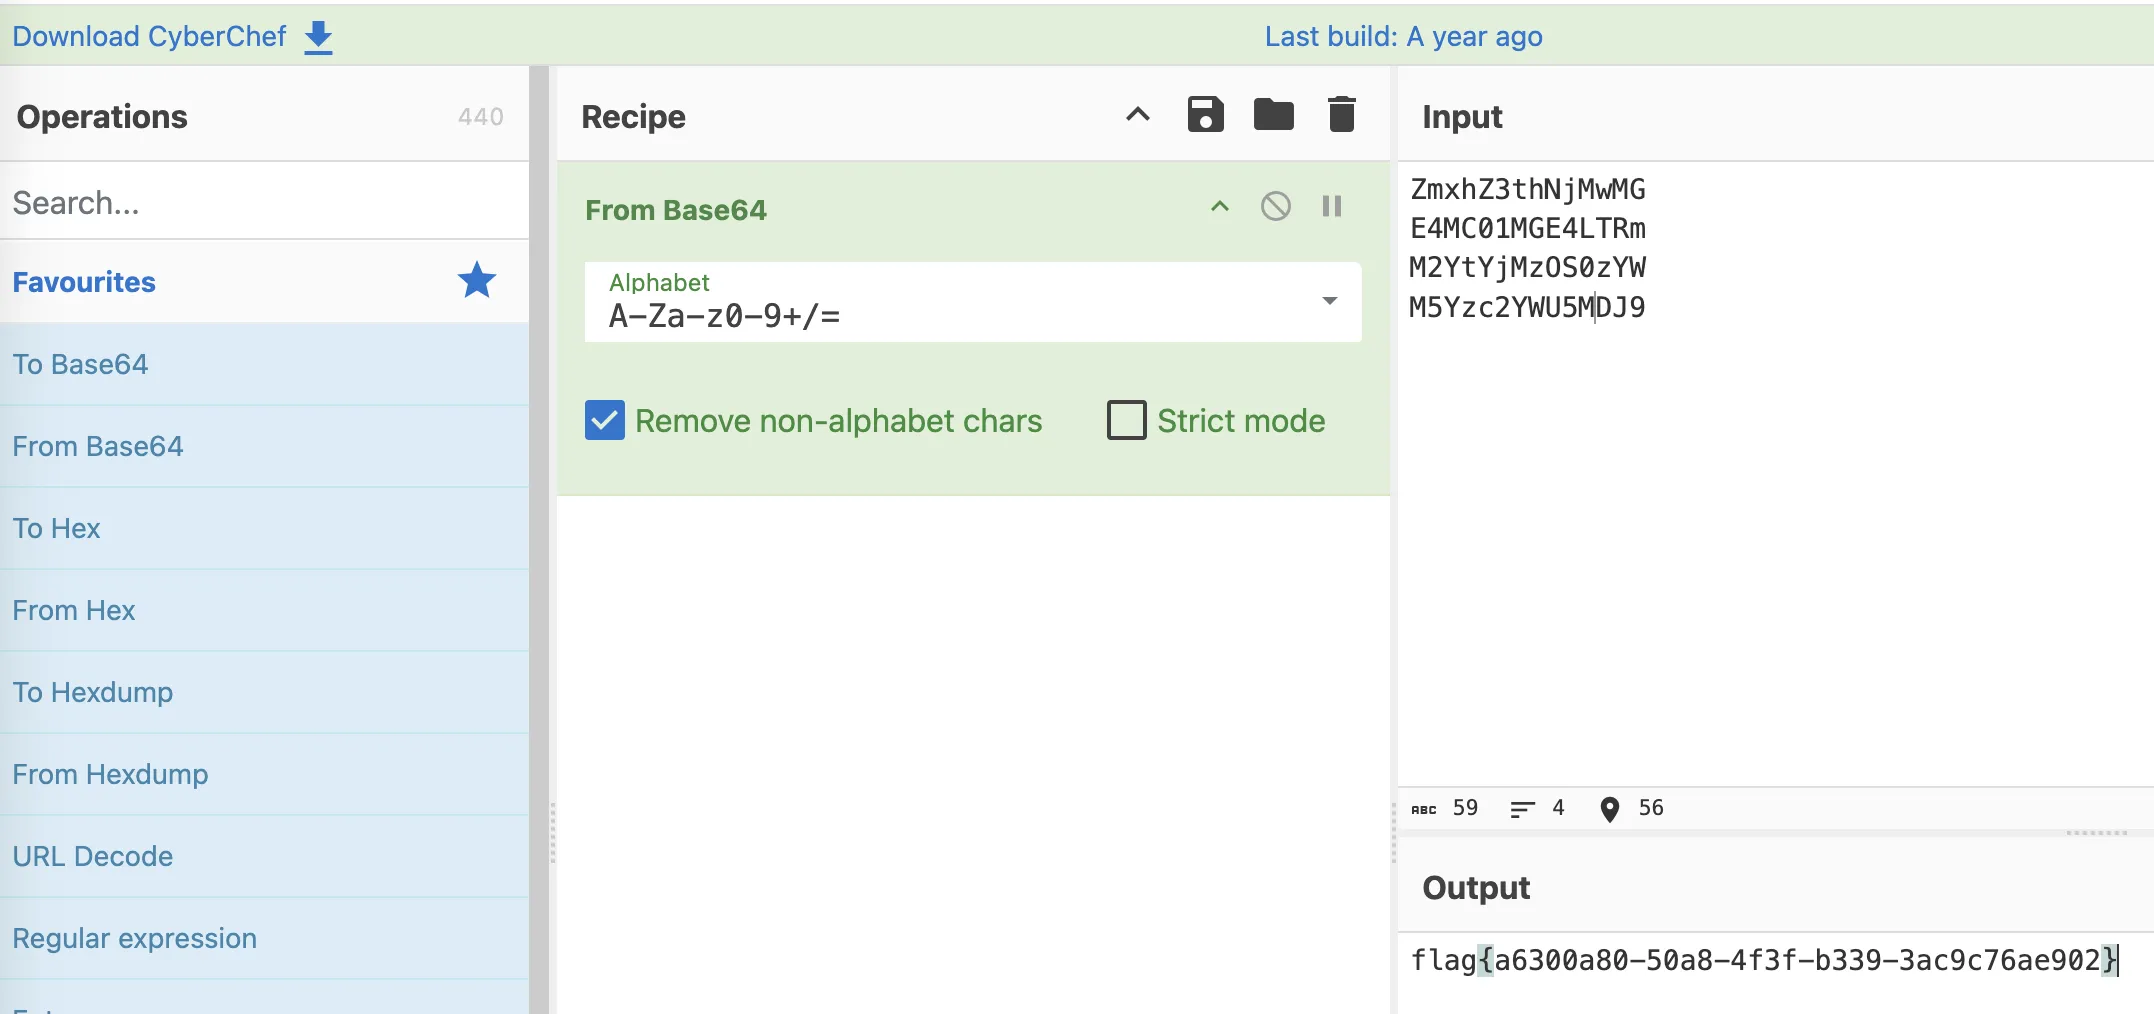 Download CyberChef
Last build: A year ago
Operations
440
Search...
Favourites
To Base64
From Base64
To Hex
From Hex
To Hexdump
From Hexdump
URL Decode
Regular expression
Recipe
From Base64
Alphabet
A-Za-z0-9+/=
Remove non-alphabet chars
Strict mode
Input
ZmxhZ3thNjMwMG
E4MC01MGE4LTRm
M2YtYjMzOS0zYW
M5Yzc2YWU5MDJ9
ABC 59 4 56
Output
flag{a6300a80-50a8-4f3f-b339-3ac9c76ae902}